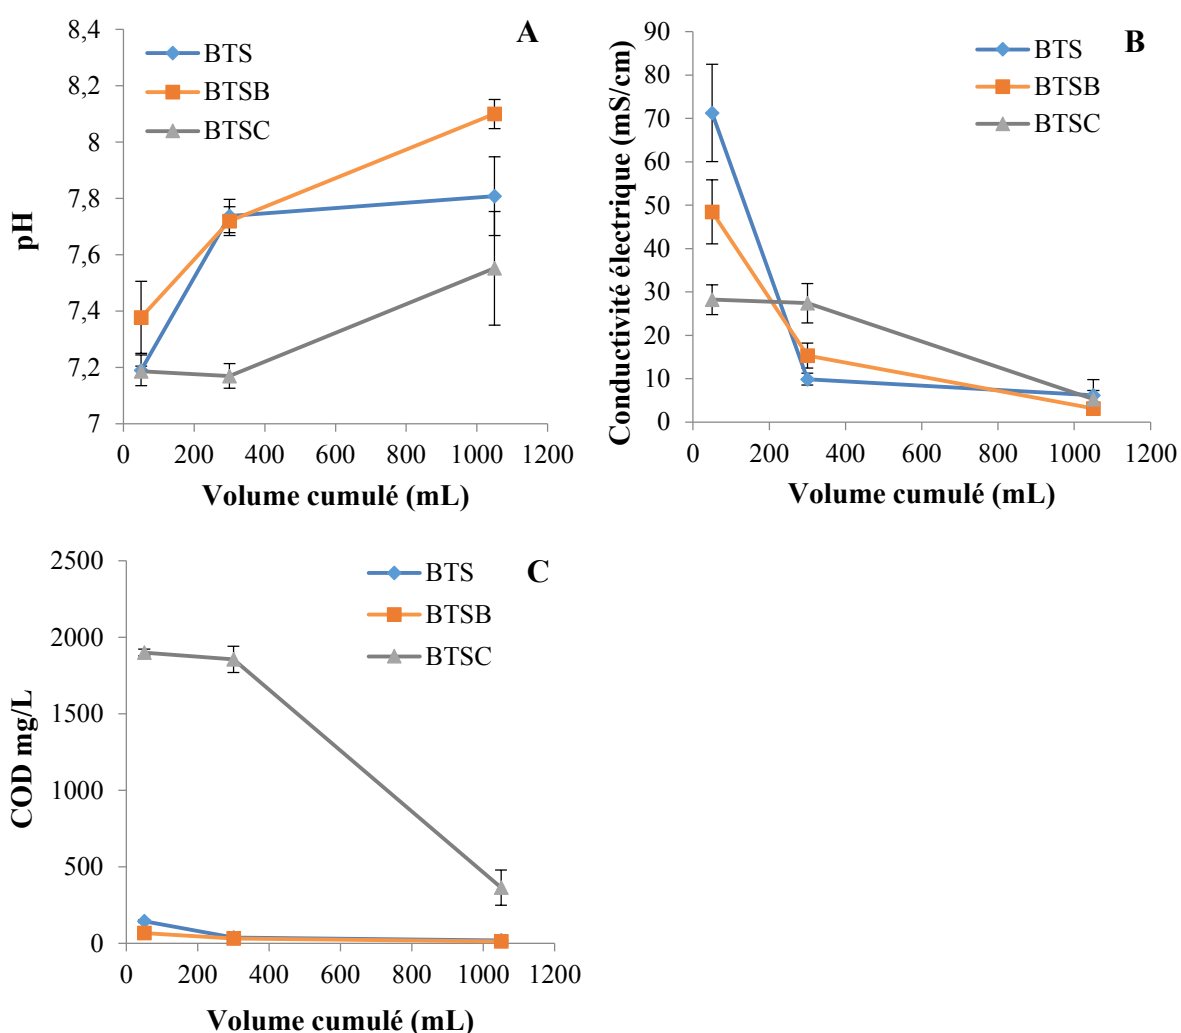 A
BTS
BTSB
BTSC
pH
8,4
8,2
8
7,8
7,6
7,4
7,2
7
0 200 400 600 800 1000 1200
Volume cumulé (mL)
B
BTS
BTSB
BTSC
Conductivité électrique (mS/cm)
90
80
70
60
50
40
30
20
10
0
0 200 400 600 800 1000 1200
Volume cumulé (mL)
C
BTS
BTSB
BTSC
COD mg/L
2500
2000
1500
1000
500
0
0 200 400 600 800 1000 1200
Volume cumulé (mL)